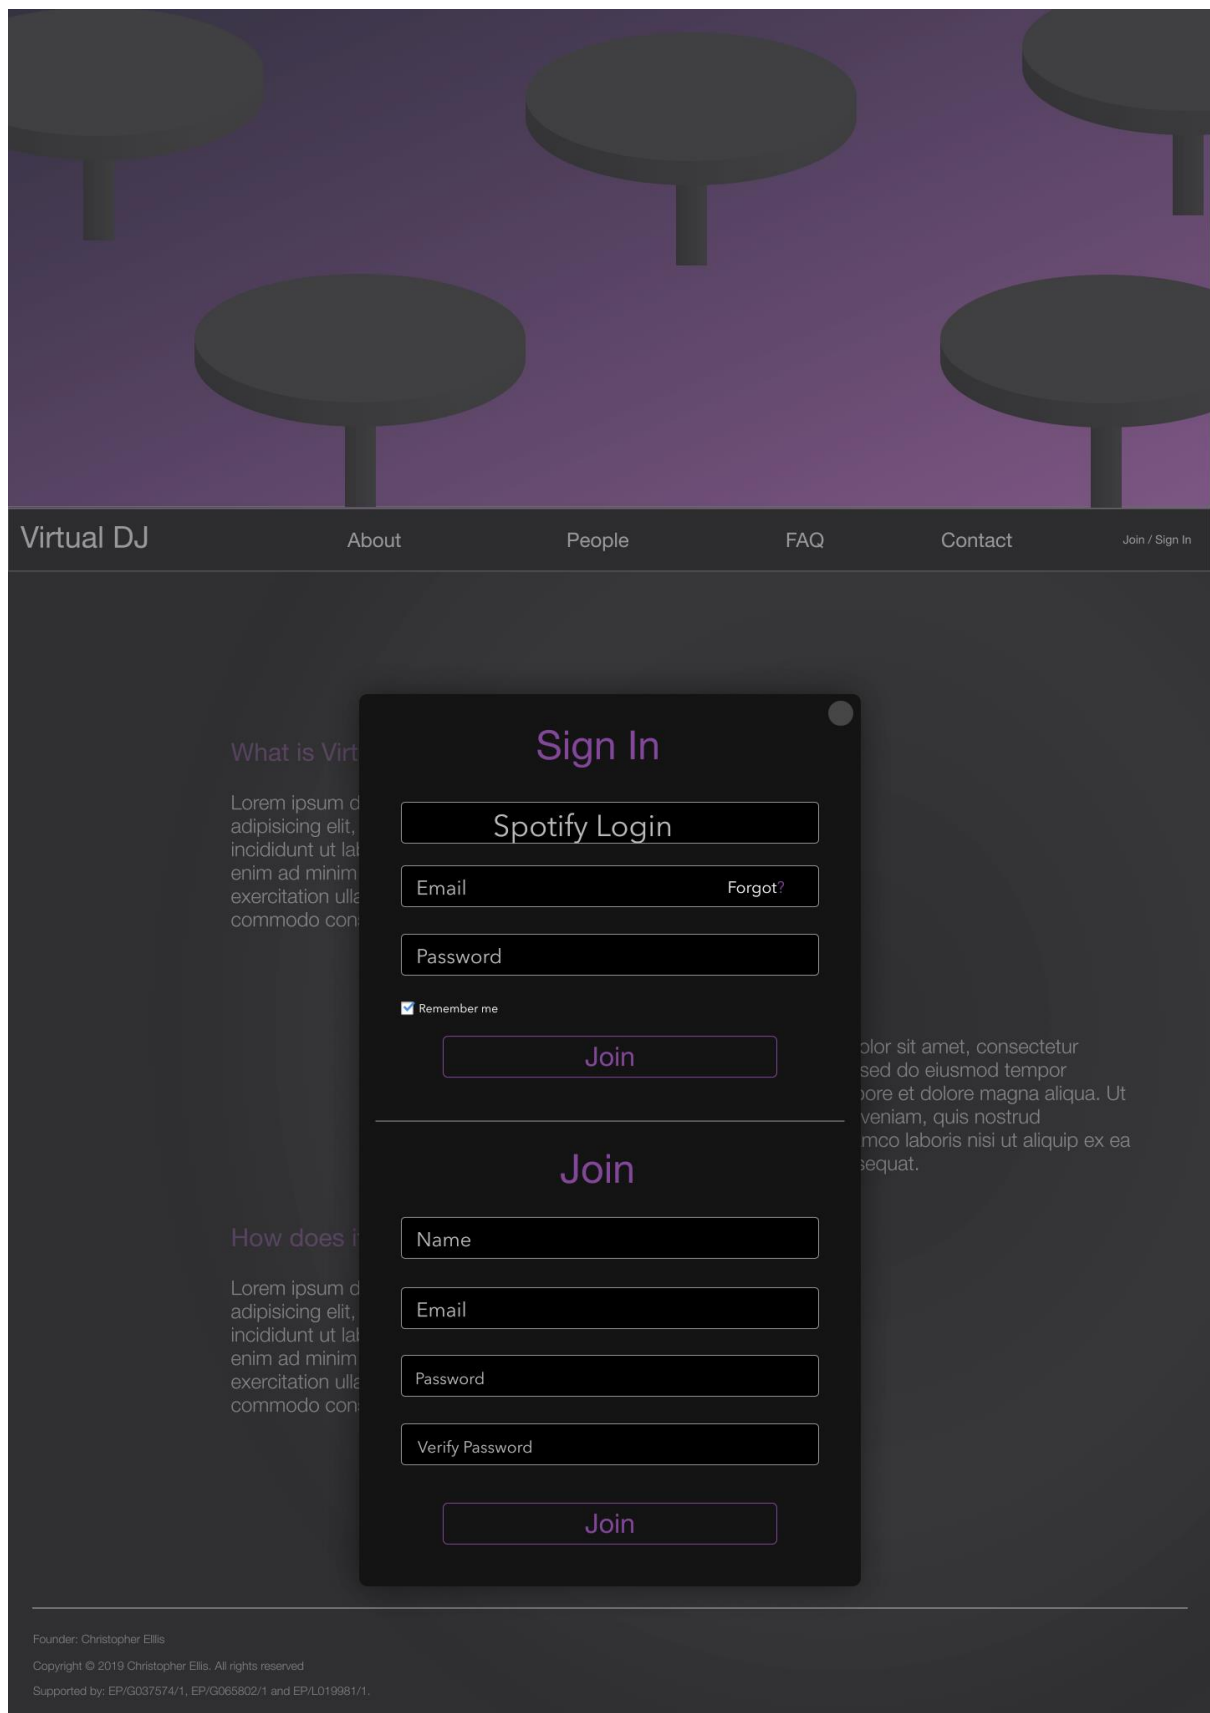 Virtual DJ
About
People
FAQ
Contact
Join / Sign In
Sign In
What is Virt
Spotify Login
Lorem ipsum d
adipisicing elit,
incididunt ut lab
enim ad minim
exercitation ulla
commodo cons
Email
Forgot?
Password
Remember me
Join
olor sit amet, consectetur
sed do eiusmod tempor
bore et dolore magna aliqua. Ut
veniam, quis nostrud
mco laboris nisi ut aliquip ex ea
sequat.
Join
Name
How does i
Lorem ipsum d
adipisicing elit,
incididunt ut lab
enim ad minim
exercitation ulla
commodo cons
Email
Password
Verify Password
Join
Founder: Christopher Elllis
Copyright © 2019 Christopher Ellis. All rights reserved
Supported by: EP/G037574/1, EP/G065802/1 and EP/L019981/1.